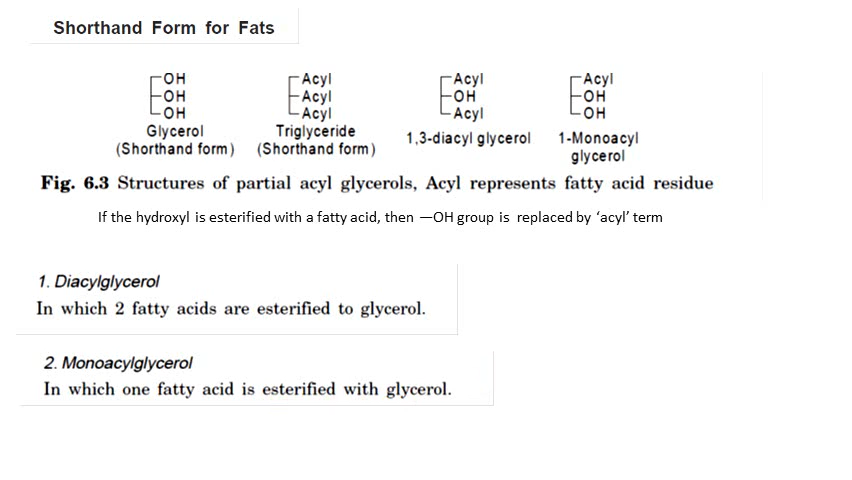 Shorthand Form for Fats
OH
OH
OH
Glycerol
(Shorthand form)
Acyl
Acyl
Acyl
Triglyceride
(Shorthand form)
Acyl
OH
Acyl
1,3-diacyl glycerol
Acyl
OH
OH
1-Monoacyl
glycerol
Fig. 6.3 Structures of partial acyl glycerols, Acyl represents fatty acid residue
If the hydroxyl is esterified with a fatty acid, then —OH group is replaced by ‘acyl’ term
1. Diacylglycerol
In which 2 fatty acids are esterified to glycerol.
2. Monoacylglycerol
In which one fatty acid is esterified with glycerol.